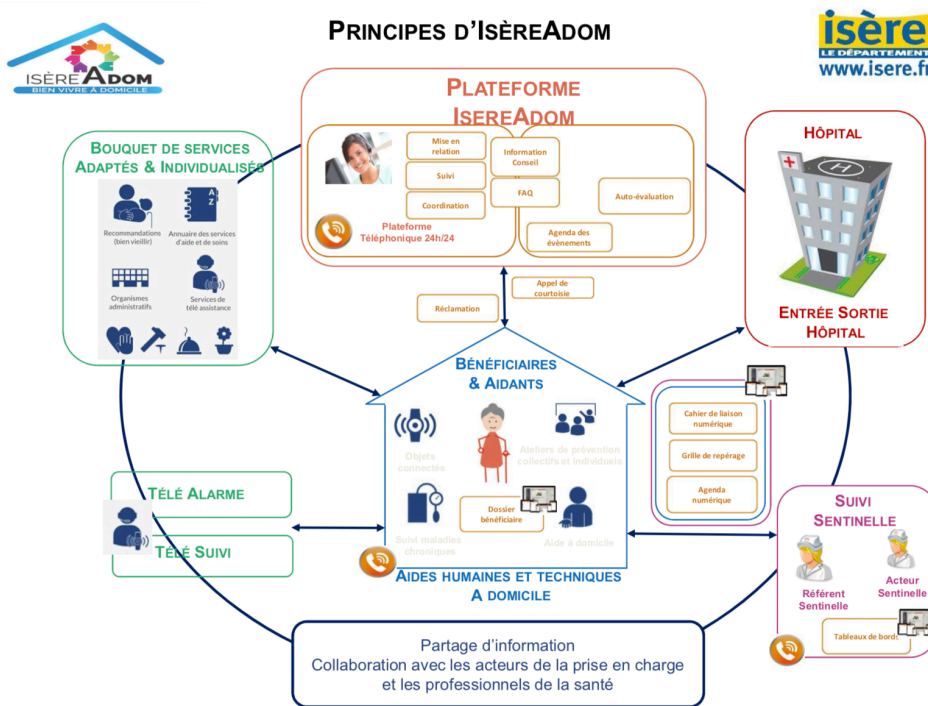 PRINCIPES D'ISÈREADOM
ISÈREADOM
BIEN VIVRE À DOMICILE
isère
LE DÉPARTEMENT
www.isere.fr
PLATEFORME
ISEREADOM
Mise en
relation
Suivi
Coordination
Information
Conseil
FAQ
Auto-évaluation
Agenda des
évènements
Plateforme
Téléphonique 24h/24
BOUQUET DE SERVICES
ADAPTÉS & INDIVIDUALISÉS
A
Z
Recommandations
(bien vieillir)
Annuaire des services
d'aide et de soins
Organismes
administratifs
Services de
télé assistance
HÔPITAL
H
ENTRÉE SORTIE
HÔPITAL
Appel de
courtoisie
Réclamation
BÉNÉFICIAIRES
& AIDANTS
Objets
connectés
Ateliers de prévention
collectifs et individuels
Suivi maladies
chroniques
Dossier
bénéficiaire
Aide à domicile
AIDES HUMAINES ET TECHNIQUES
A DOMICILE
Cahier de liaison
numérique
Grille de repérage
Agenda
numérique
TÉLÉ ALARME
TÉLÉ SUIVI
SUIVI
SENTINELLE
Référent
Sentinelle
Acteur
Sentinelle
Tableaux de bords
Partage d'information
Collaboration avec les acteurs de la prise en charge
et les professionnels de la santé